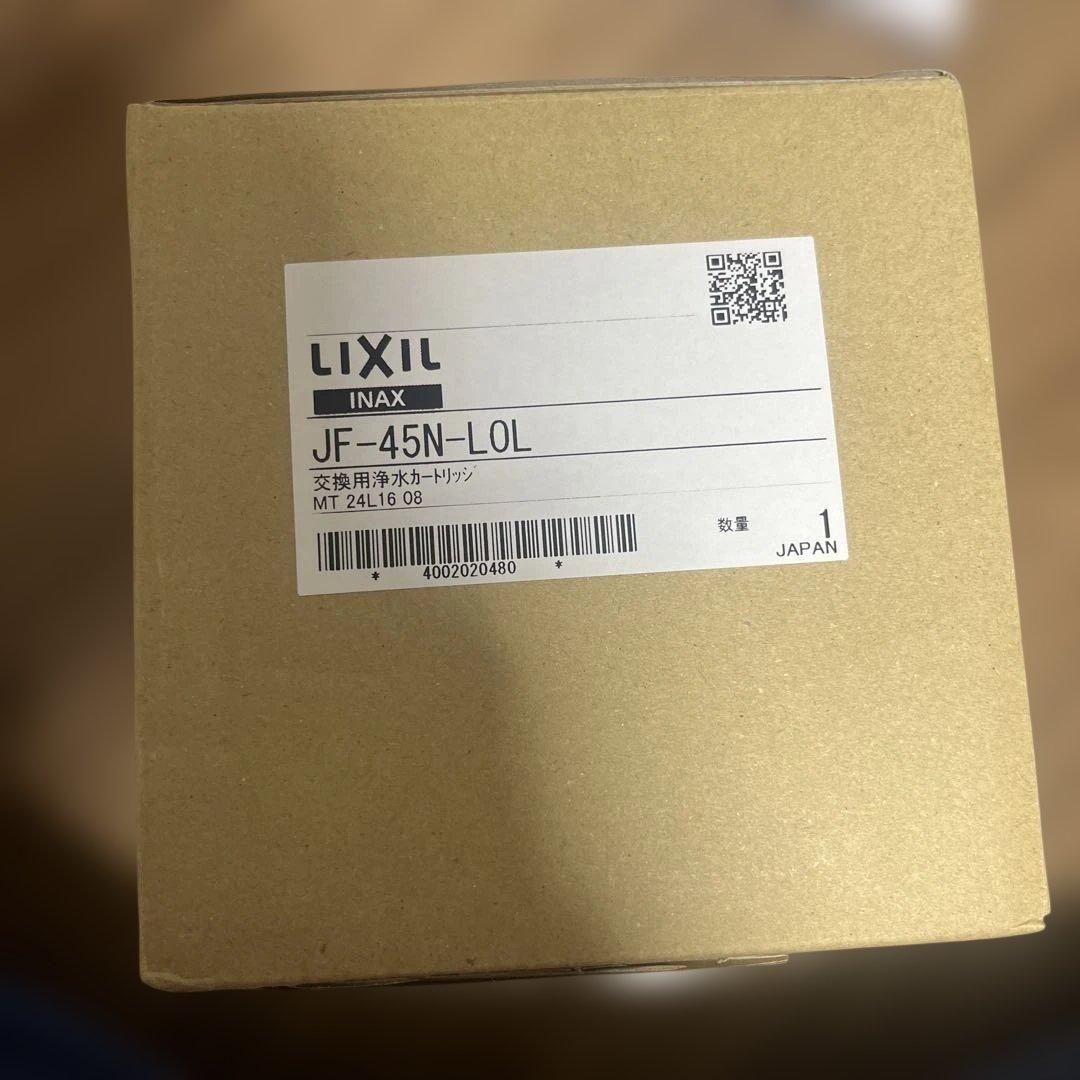 LIXIL
INAX
JF-45N-L0L
交換用浄水カートリッジ
MT 24L16 08
数量 1
JAPAN
* 4002020480 *